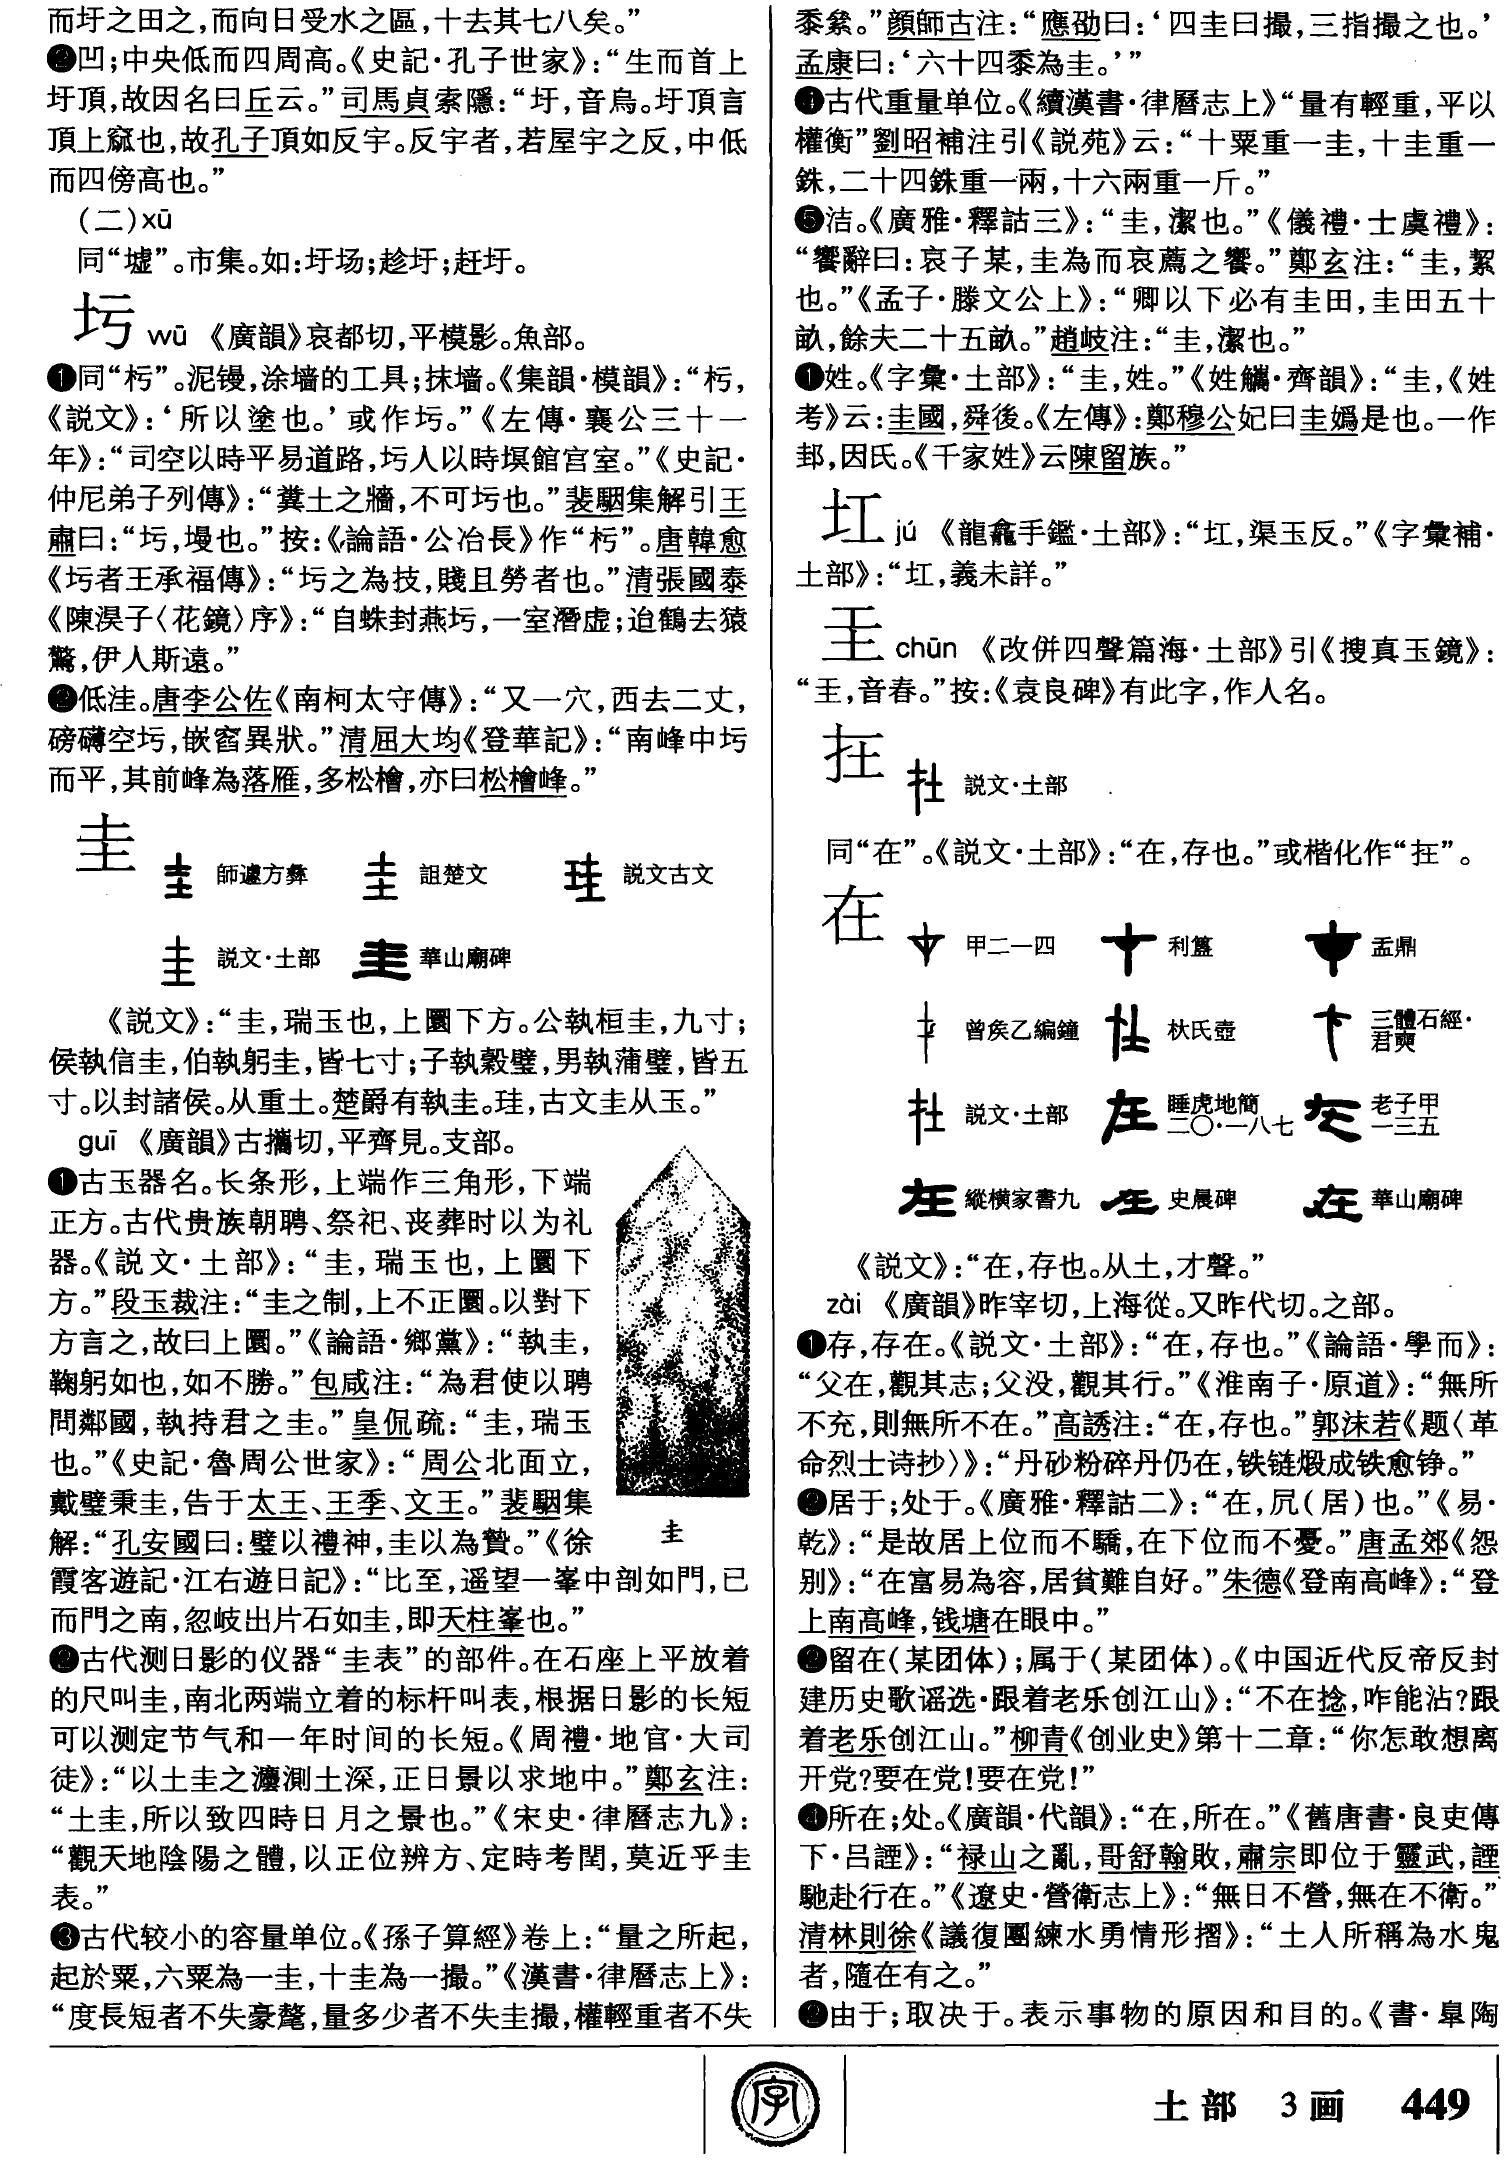 而圩之田之,而向日受水之區,十去其七八矣。”
❷凹;中央低而四周高。《史記·孔子世家》:“生而首上
圩頂,故因名曰丘云。”司馬貞索隱:“圩,音烏。圩頂言
頂上窳也,故孔子頂如反宇。反宇者,若屋宇之反,中低
而四傍高也。”
(二)xū
同“墟”。市集。如:圩场;趁圩;赶圩。
圬 wū 《廣韻》哀都切,平模影。魚部。
❶同“杇”。泥镘,涂墙的工具;抹墙。《集韻·模韻》:“杇,
《説文》:‘所以塗也。’或作圬。”《左傳·襄公三十一
年》:“司空以時平易道路,圬人以時塓館宫室。”《史記·
仲尼弟子列傳》:“糞土之牆,不可圬也。”裴駰集解引王
肅曰:“圬,墁也。”按:《論語·公冶長》作“杇”。唐韓愈
《圬者王承福傳》:“圬之為技,賤且勞者也。”清張國泰
《陳淏子〈花鏡〉序》:“自蛛封燕圬,一室潛虚;迨鶴去猿
驚,伊人斯遠。”
❷低洼。唐李公佐《南柯太守傳》:“又一穴,西去二丈,
磅礴空圬,嵌窞異狀。”清屈大均《登華記》:“南峰中圬
而平,其前峰為落雁,多松檜,亦曰松檜峰。”
圭
師遽方彝 詛楚文 説文古文
説文·土部 華山廟碑
《説文》:“圭,瑞玉也,上圜下方。公執桓圭,九寸;
侯執信圭,伯執躬圭,皆七寸;子執穀璧,男執蒲璧,皆五
寸。以封諸侯。从重土。楚爵有執圭。珪,古文圭从玉。”
guī 《廣韻》古攜切,平齊見。支部。
❶古玉器名。长条形,上端作三角形,下端
正方。古代贵族朝聘、祭祀、丧葬时以为礼
器。《説文·土部》:“圭,瑞玉也,上圜下
方。”段玉裁注:“圭之制,上不正圜。以對下
方言之,故曰上圜。”《論語·鄉黨》:“執圭,
鞠躬如也,如不勝。”包咸注:“為君使以聘
問鄰國,執持君之圭。”皇侃疏:“圭,瑞玉
也。”《史記·魯周公世家》:“周公北面立,
戴璧秉圭,告于太王、王季、文王。”裴駰集
解:“孔安國曰:璧以禮神,圭以為贄。”《徐
霞客遊記·江右遊日記》:“比至,遥望一峯中剖如門,已
而門之南,忽岐出片石如圭,即天柱峯也。”
圭
❷古代测日影的仪器“圭表”的部件。在石座上平放着
的尺叫圭,南北两端立着的标杆叫表,根据日影的长短
可以测定节气和一年时间的长短。《周禮·地官·大司
徒》:“以土圭之灋測土深,正日景以求地中。”鄭玄注:
“土圭,所以致四時日月之景也。”《宋史·律曆志九》:
“觀天地陰陽之體,以正位辨方、定時考閏,莫近乎圭
表。”
❸古代较小的容量单位。《孫子算經》卷上:“量之所起,
起於粟,六粟為一圭,十圭為一撮。”《漢書·律曆志上》:
“度長短者不失豪氂,量多少者不失圭撮,權輕重者不失
黍絫。”顔師古注:“應劭曰:‘四圭曰撮,三指撮之也。’
孟康曰:‘六十四黍為圭。’”
❹古代重量单位。《續漢書·律曆志上》“量有輕重,平以
權衡”劉昭補注引《説苑》云:“十粟重一圭,十圭重一
銖,二十四銖重一兩,十六兩重一斤。”
❺洁。《廣雅·釋詁三》:“圭,潔也。”《儀禮·士虞禮》:
“饗辭曰:哀子某,圭為而哀薦之饗。”鄭玄注:“圭,絜
也。”《孟子·滕文公上》:“卿以下必有圭田,圭田五十
畝,餘夫二十五畝。”趙岐注:“圭,潔也。”
❶姓。《字彙·土部》:“圭,姓。”《姓觿·齊韻》:“圭,《姓
考》云:圭國,舜後。《左傳》:鄭穆公妃曰圭嬀是也。一作
邽,因氏。《千家姓》云陳留族。”
㺩 jú 《龍龕手鑑·土部》:“𡉏,渠玉反。”《字彙補·
土部》:“𡉏,義未詳。”
chūn 《改併四聲篇海·土部》引《搜真玉鏡》:
“𡈽,音春。”按:《袁良碑》有此字,作人名。
扗 説文·土部
同“在”。《説文·土部》:“在,存也。”或楷化作“扗”。
在
甲二一四 利簋 盂鼎
曾矦乙編鐘 杕氏壺 三體石經·君奭
説文·土部 睡虎地簡二〇·一八七 老子甲一三五
縱横家書九 史晨碑 華山廟碑
《説文》:“在,存也。从土,才聲。”
zài 《廣韻》昨宰切,上海從。又昨代切。之部。
❶存,存在。《説文·土部》:“在,存也。”《論語·學而》:
“父在,觀其志;父没,觀其行。”《淮南子·原道》:“無所
不充,則無所不在。”高誘注:“在,存也。”郭沫若《题〈革
命烈士诗抄〉》:“丹砂粉碎丹仍在,铁链煅成铁愈铮。”
❷居于;处于。《廣雅·釋詁二》:“在,凥(居)也。”《易·
乾》:“是故居上位而不驕,在下位而不憂。”唐孟郊《怨
别》:“在富易為容,居貧難自好。”朱德《登南高峰》:“登
上南高峰,钱塘在眼中。”
❷留在(某团体);属于(某团体)。《中国近代反帝反封
建历史歌谣选·跟着老乐创江山》:“不在捻,咋能沾?跟
着老乐创江山。”柳青《创业史》第十二章:“你怎敢想离
开党?要在党!要在党!”
❹所在;处。《廣韻·代韻》:“在,所在。”《舊唐書·良吏傳
下·吕諲》:“禄山之亂,哥舒翰敗,肅宗即位于靈武,諲
馳赴行在。”《遼史·營衛志上》:“無日不營,無在不衛。”
清林則徐《議復團練水勇情形摺》:“土人所稱為水鬼
者,隨在有之。”
❷由于;取决于。表示事物的原因和目的。《書·臯陶
字
土部 3画 449